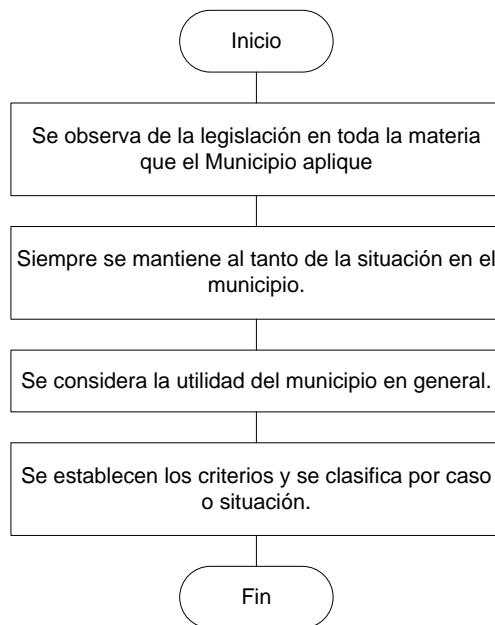 Inicio
Se observa de la legislación en toda la materia
que el Municipio aplique
Siempre se mantiene al tanto de la situación en el
municipio.
Se considera la utilidad del municipio en general.
Se establecen los criterios y se clasifica por caso
o situación.
Fin